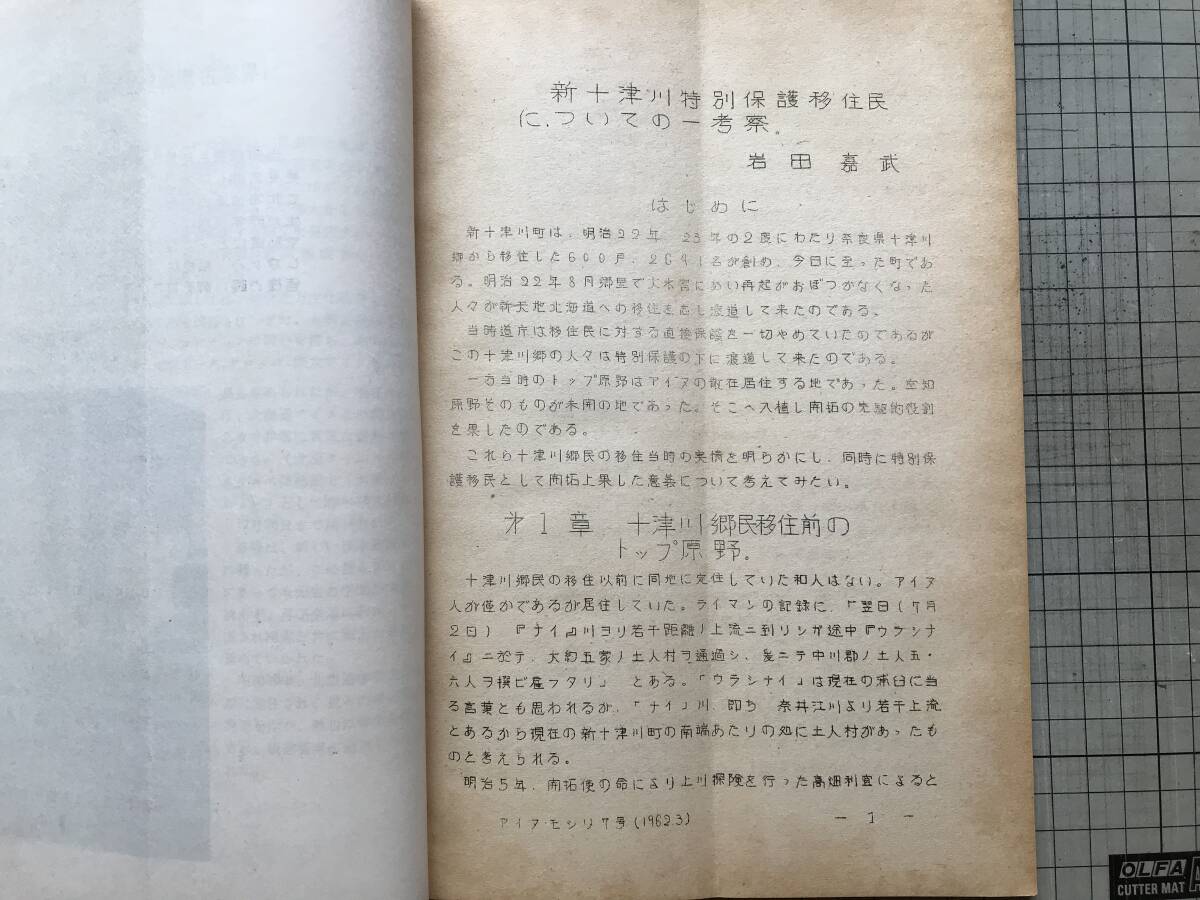 新十津川特別保護移住民
に、ついての一考察。
岩田嘉武
はじめに
新十津川町は、明治22年 23年の2度にわたり奈良県十津川
郷から移住した600戸、2691名が創め、今日に至った町であ
る。明治22年8月郷里で大水害にあい再起がおぼつかなくなった
人々が新天地北海道への移住を志し渡道して来たのである。
当時道庁は移住民に対する直接保護を一切やめていたのであるが
この十津川郷の人々は特別保護の下に渡道して来たのである。
一方当時のトップ原野はアイヌの散在居住する地であった。空知
原野そのものが未開の地であった。そこへ入植し開拓の先駆的役割
を果したのである。
これら十津川郷民の移住当時の実情を明らかにし、同時に特別保
護移民として開拓上果した意義について考えてみたい。
第1章 十津川郷民移住前の
トップ原野。
十津川郷民の移住以前に同地に定住していた和人はない。アイヌ
人が僅かであるが居住していた。ライマンの記録に、「翌日(7月
2日) 『ナイ』川ヨリ若干距離ノ上流ニ到リシガ途中『ウラシナ
イ』ニ於テ、大約五家ノ土人村ヲ通過シ、爰ニテ中川郡ノ土人五・
六人ヲ撰ビ雇フタリ」 とある。「ウラシナイ」は現在の浦臼に当
る言葉とも思われるが、「ナイ」川、即ち 奈井江川より若干上流
とあるから現在の新十津川町の南端あたりの処に土人村があったも
のと考えられる。
明治5年、開拓使の命により上川探険を行った高畑利宜によると
アイヌ・モシリ7号(1962.3)
- 1 -
OLFA
CUTTER MAT